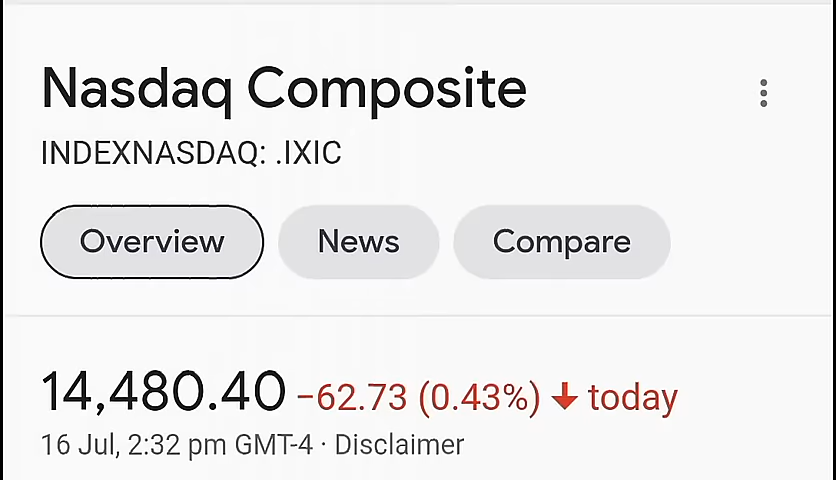 Nasdaq Composite
INDEXNASDAQ: .IXIC
Overview News Compare
14,480.40 −62.73 (0.43%) ↓ today
16 Jul, 2:32 pm GMT-4 · Disclaimer